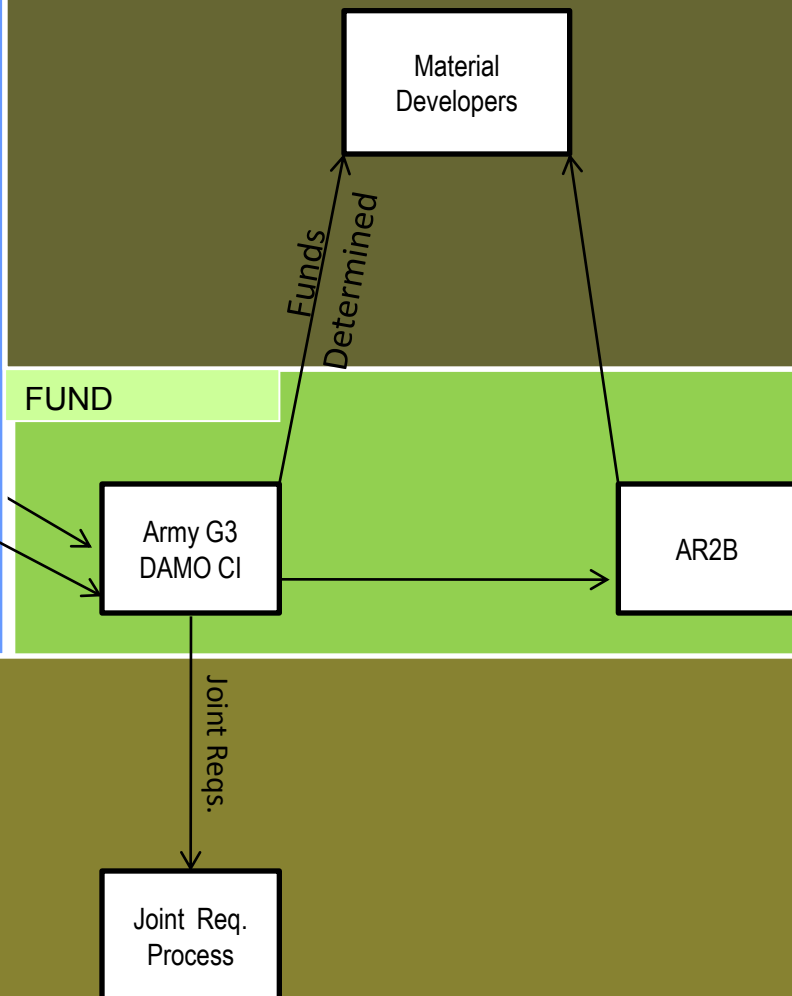 Material
Developers
Funds
Determined
FUND
Army G3
DAMO CI
AR2B
Joint Reqs.
Joint Req.
Process